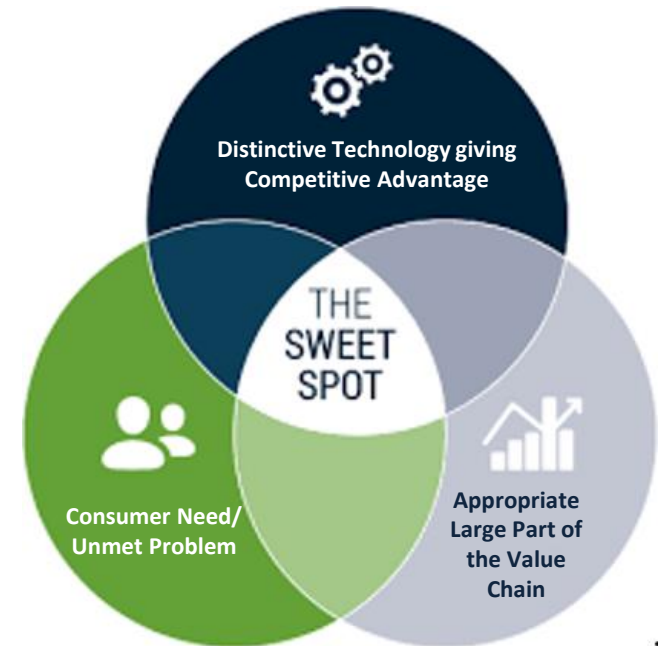 Distinctive Technology giving
Competitive Advantage
THE
SWEET
SPOT
Consumer Need/
Unmet Problem
Appropriate
Large Part of
the Value
Chain